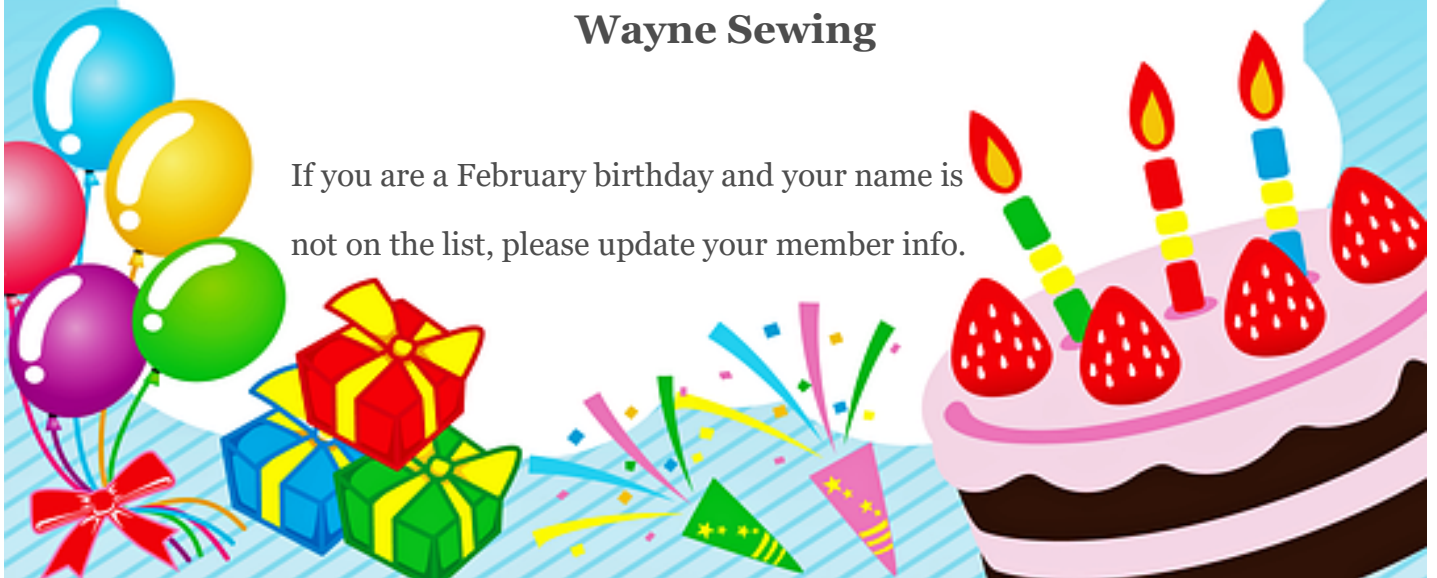 Wayne Sewing
If you are a February birthday and your name is
not on the list, please update your member info.